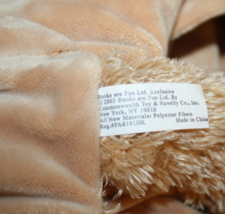 Books are Fun Ltd. Exclusive
©2003 Books are Fun Ltd. By
Commonwealth Toy & Novelty Co., Inc.
New York, NY 10010
All New Materials: Polyester Fibers
Made in China